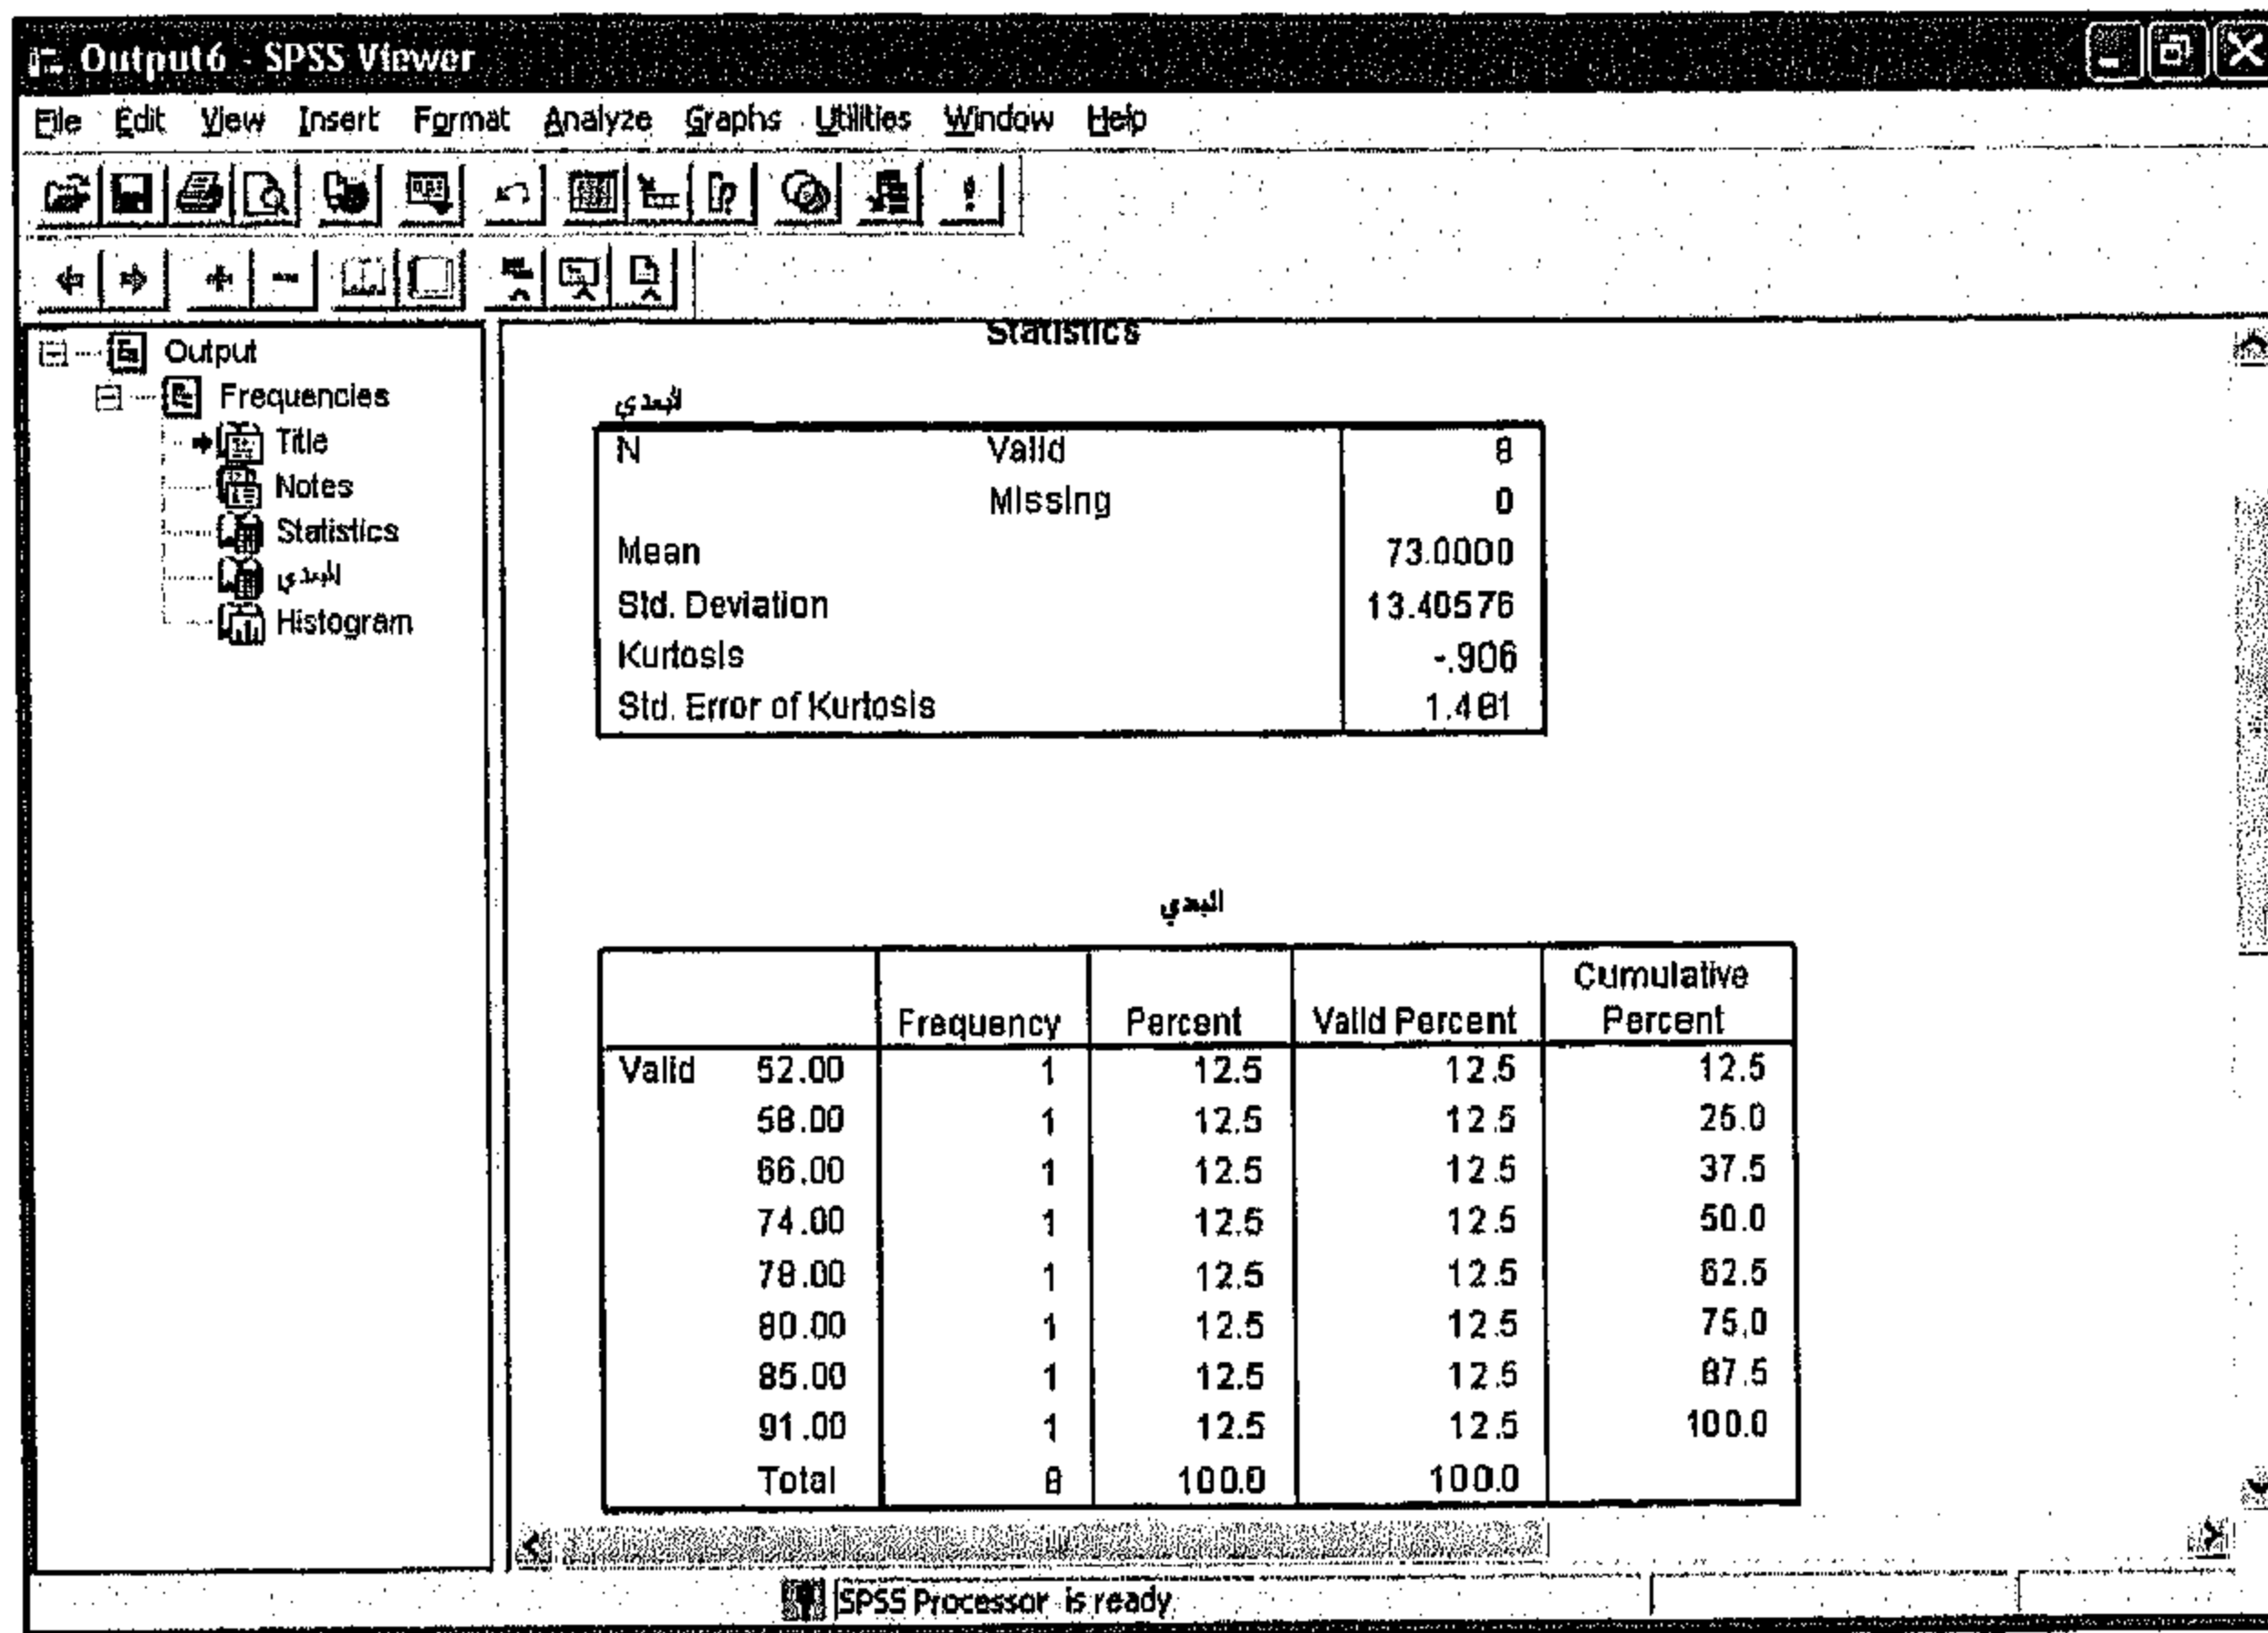 Output6 - SPSS Viewer
File Edit View Insert Format Analyze Graphs Utilities Window Help
Output
Frequencies
Title
Notes
Statistics
البعدي
Histogram
Statistics
البعدي
N Valid 8
Missing 0
Mean 73.0000
Std. Deviation 13.40576
Kurtosis -.906
Std. Error of Kurtosis 1.481
البعدي
Frequency Percent Valid Percent Cumulative Percent
Valid 52.00 1 12.5 12.5 12.5
58.00 1 12.5 12.5 25.0
66.00 1 12.5 12.5 37.5
74.00 1 12.5 12.5 50.0
78.00 1 12.5 12.5 62.5
80.00 1 12.5 12.5 75.0
85.00 1 12.5 12.5 87.5
91.00 1 12.5 12.5 100.0
Total 8 100.0 100.0
SPSS Processor is ready